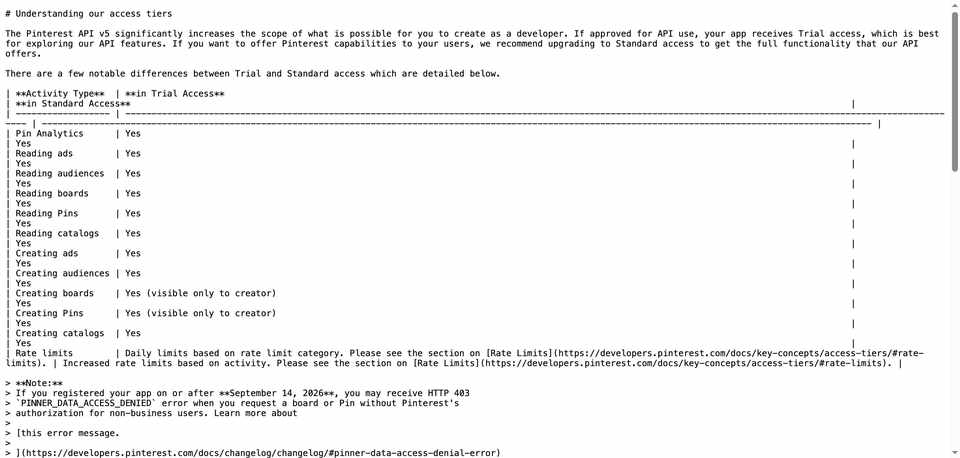 # Understanding our access tiers
The Pinterest API v5 significantly increases the scope of what is possible for you to create as a developer. If approved for API use, your app receives Trial access, which is best
for exploring our API features. If you want to offer Pinterest capabilities to your users, we recommend upgrading to Standard access to get the full functionality that our API
offers.
There are a few notable differences between Trial and Standard access which are detailed below.
| **Activity Type**  | **in Trial Access**
| **in Standard Access** |
| ------------------- | ----------------------------------------------------------------
---- | ---------------------------------------------------------------- |
| Pin Analytics      | Yes
| Yes |
| Reading ads        | Yes
| Yes |
| Reading audiences  | Yes
| Yes |
| Reading boards     | Yes
| Yes |
| Reading Pins       | Yes
| Yes |
| Reading catalogs   | Yes
| Yes |
| Creating ads       | Yes
| Yes |
| Creating audiences | Yes
| Yes |
| Creating boards    | Yes (visible only to creator)
| Yes |
| Creating Pins      | Yes (visible only to creator)
| Yes |
| Creating catalogs  | Yes
| Yes |
| Rate limits        | Daily limits based on rate limit category. Please see the section on [Rate Limits](https://developers.pinterest.com/docs/key-concepts/access-tiers/#rate-
limits). | Increased rate limits based on activity. Please see the section on [Rate Limits](https://developers.pinterest.com/docs/key-concepts/access-tiers/#rate-limits). |
> **Note:**
> If you registered your app on or after **September 14, 2026**, you may receive HTTP 403
> `PINNER_DATA_ACCESS_DENIED` error when you request a board or Pin without Pinterest's
> authorization for non-business users. Learn more about
>
> [this error message.
>
> ](https://developers.pinterest.com/docs/changelog/changelog/#pinner-data-access-denial-error)